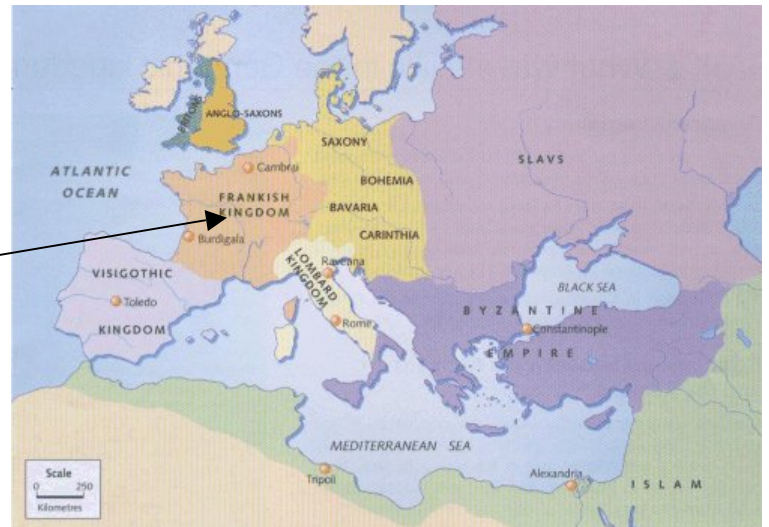 ANGLO-SAXONS
BRITONS
SAXONY
SLAVS
ATLANTIC
OCEAN
Cambrai
BOHEMIA
FRANKISH
KINGDOM
BAVARIA
CARINTHIA
Burdigala
LOMBARD
KINGDOM
Ravenna
VISIGOTHIC
KINGDOM
Toledo
BLACK SEA
Rome
BYZANTINE
EMPIRE
Constantinople
MEDITERRANEAN SEA
Tripoli
Alexandria
ISLAM
Scale
0 250
Kilometres